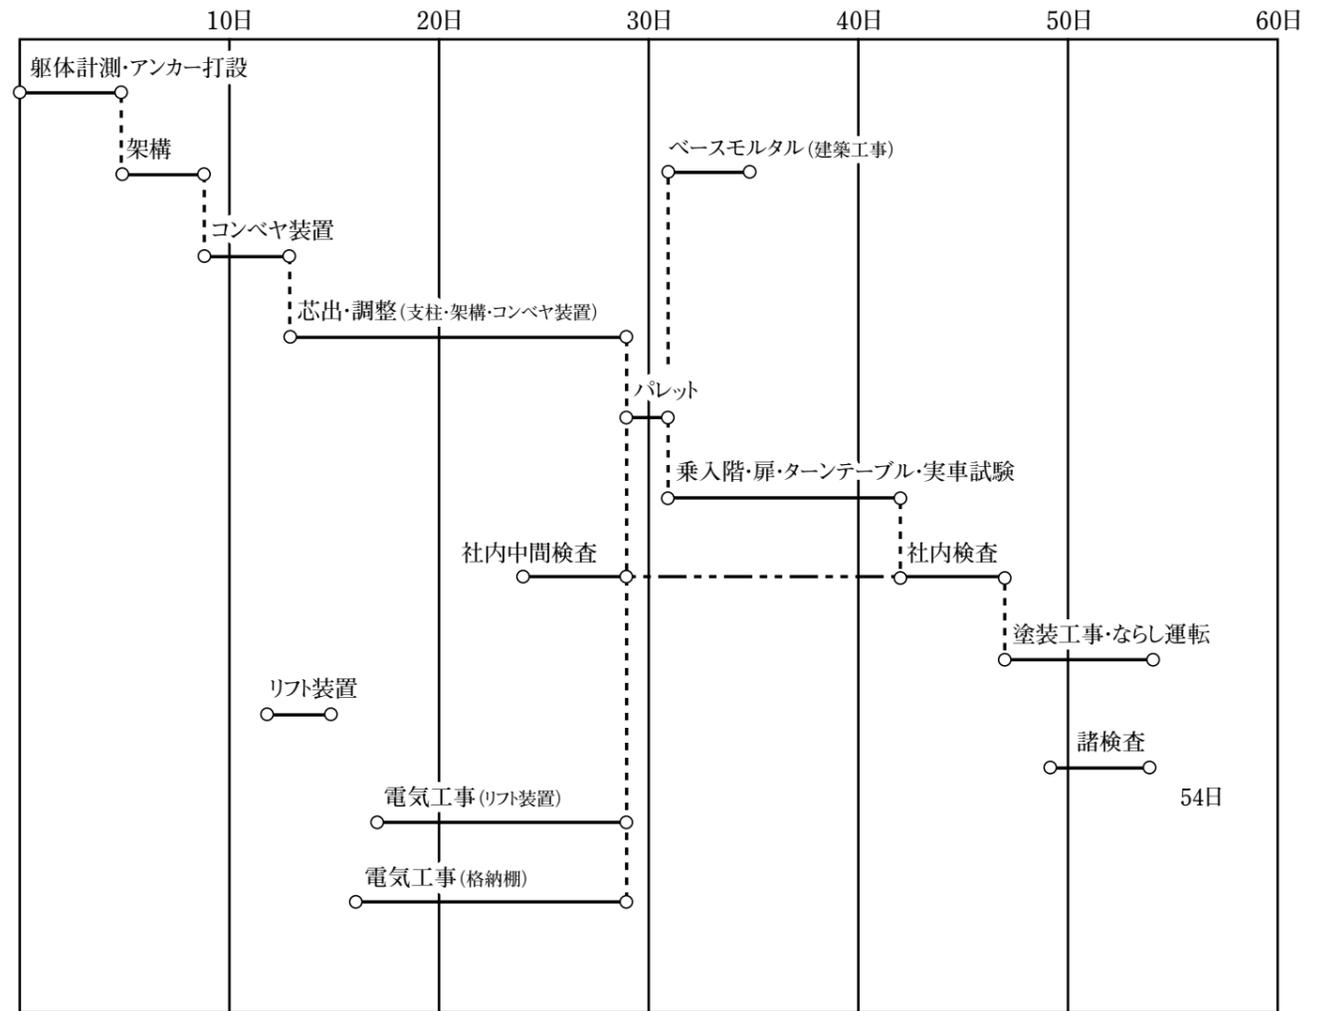 10日 20日 30日 40日 50日 60日
躯体計測・アンカー打設
架構
ベースモルタル(建築工事)
コンベヤ装置
芯出・調整(支柱・架構・コンベヤ装置)
パレット
乗入階・扉・ターンテーブル・実車試験
社内中間検査
社内検査
塗装工事・ならし運転
リフト装置
諸検査
電気工事(リフト装置)
54日
電気工事(格納棚)